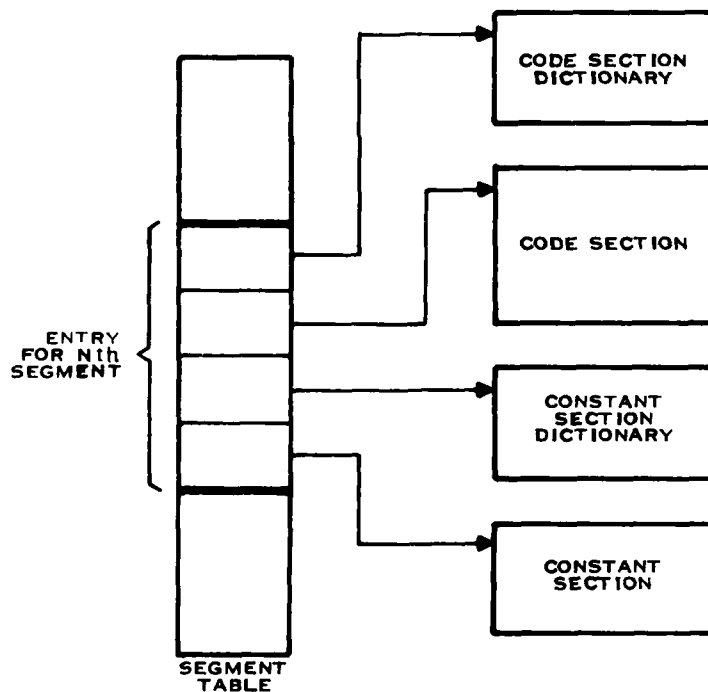 CODE SECTION
DICTIONARY
CODE SECTION
ENTRY
FOR Nth
SEGMENT
CONSTANT
SECTION
DICTIONARY
CONSTANT
SECTION
SEGMENT
TABLE